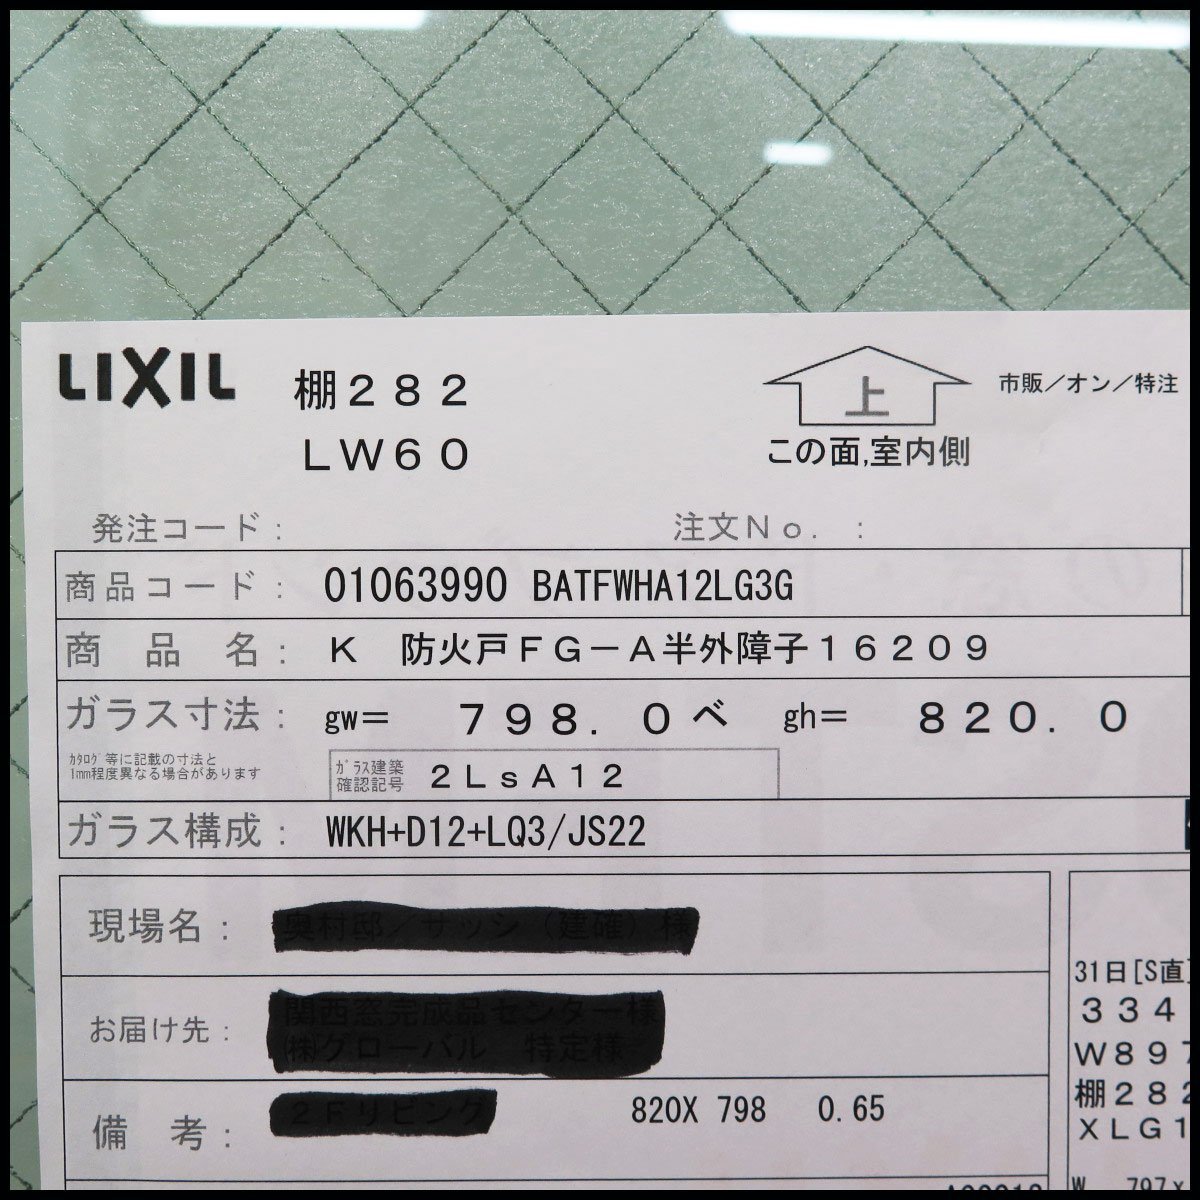 LIXIL 棚282 上 市販／オン／特注
LW60 この面,室内側
発注コード： 注文No．：
商品コード： 01063990 BATFWHA12LG3G
商品名： K 防火戸FG－A半外障子16209
ガラス寸法： gw＝ 798．0 ベ gh＝ 820．0
ｶﾀﾛｸﾞ等に記載の寸法と
1mm程度異なる場合があります
ｶﾞﾗｽ建築
確認記号 2LsA12
ガラス構成： WKH+D12+LQ3/JS22
現場名：
お届け先：
備考： 820X 798 0.65
31日[S直]
334
W897
棚282
XLG1
W 797x